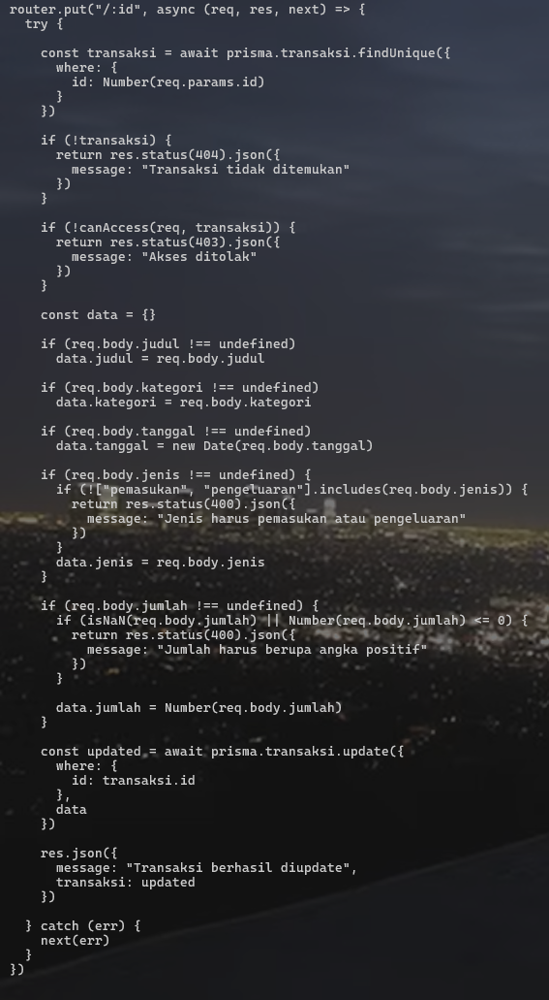 router.put("/:id", async (req, res, next) => {
  try {

    const transaksi = await prisma.transaksi.findUnique({
      where: {
        id: Number(req.params.id)
      }
    })

    if (!transaksi) {
      return res.status(404).json({
        message: "Transaksi tidak ditemukan"
      })
    }

    if (!canAccess(req, transaksi)) {
      return res.status(403).json({
        message: "Akses ditolak"
      })
    }

    const data = {}

    if (req.body.judul !== undefined)
      data.judul = req.body.judul

    if (req.body.kategori !== undefined)
      data.kategori = req.body.kategori

    if (req.body.tanggal !== undefined)
      data.tanggal = new Date(req.body.tanggal)

    if (req.body.jenis !== undefined) {
      if (!["pemasukan", "pengeluaran"].includes(req.body.jenis)) {
        return res.status(400).json({
          message: "Jenis harus pemasukan atau pengeluaran"
        })
      }
      data.jenis = req.body.jenis
    }

    if (req.body.jumlah !== undefined) {
      if (isNaN(req.body.jumlah) || Number(req.body.jumlah) <= 0) {
        return res.status(400).json({
          message: "Jumlah harus berupa angka positif"
        })
      }

      data.jumlah = Number(req.body.jumlah)
    }

    const updated = await prisma.transaksi.update({
      where: {
        id: transaksi.id
      },
      data
    })

    res.json({
      message: "Transaksi berhasil diupdate",
      transaksi: updated
    })

  } catch (err) {
    next(err)
  }
})